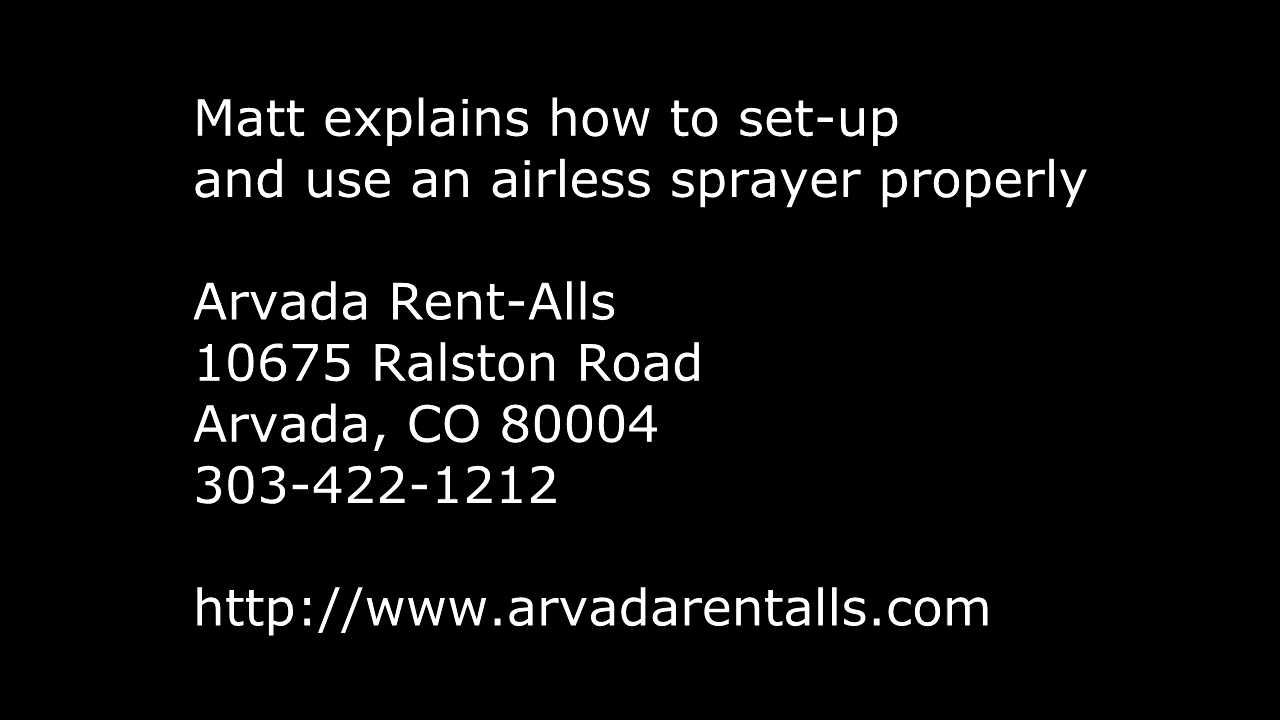 Matt explains how to set-up
and use an airless sprayer properly
Arvada Rent-Alls
10675 Ralston Road
Arvada, CO 80004
303-422-1212
http://www.arvadarentalls.com